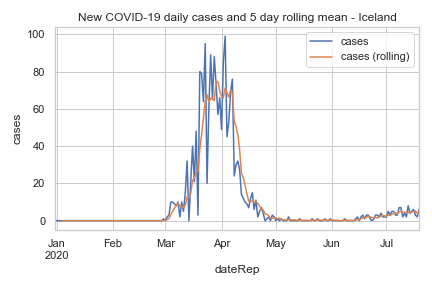 New COVID-19 daily cases and 5 day rolling mean - Iceland
cases
cases (rolling)
100
80
60
40
20
0
cases
Jan Feb Mar Apr May Jun Jul
2020
dateRep